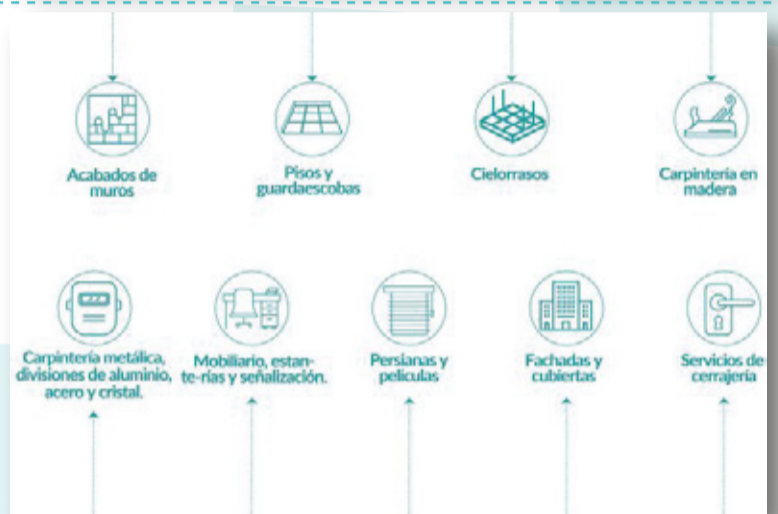 Acabados de
muros
Pisos y
guardaescobas
Cielorrasos
Carpintería en
madera
Carpintería metálica,
divisiones de aluminio,
acero y cristal.
Mobiliario, estan-
te-rías y señalización.
Persianas y
películas
Fachadas y
cubiertas
Servicios de
cerrajería